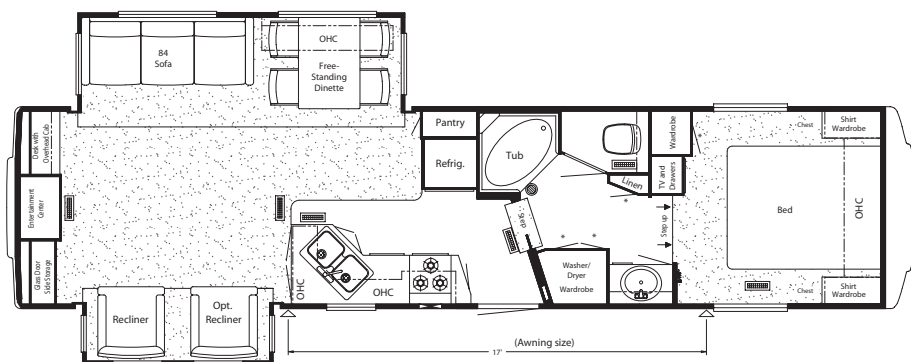 84
Sofa
OHC
Free-
Standing
Dinette
Desk with
Overhead Cab
Entertainment
Center
Glass Door
Side Storage
Recliner
Opt.
Recliner
Pantry
Refrig.
OHC
OHC
Tub
Step
Linen
Wardrobe
TV and
Drawers
Step up
Washer/
Dryer
Wardrobe
Chest
Shirt
Wardrobe
Bed
OHC
Chest
Shirt
Wardrobe
(Awning size)
17'